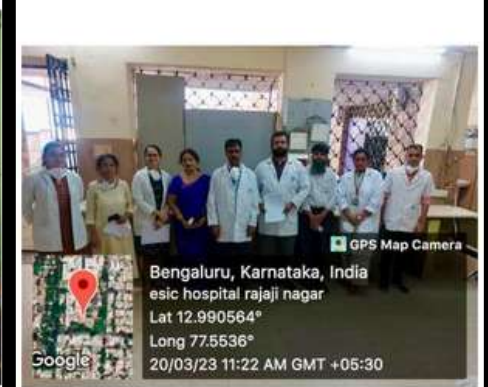 GPS Map Camera
Bengaluru, Karnataka, India
esic hospital rajaji nagar
Lat 12.990564°
Long 77.5536°
20/03/23 11:22 AM GMT +05:30
Google